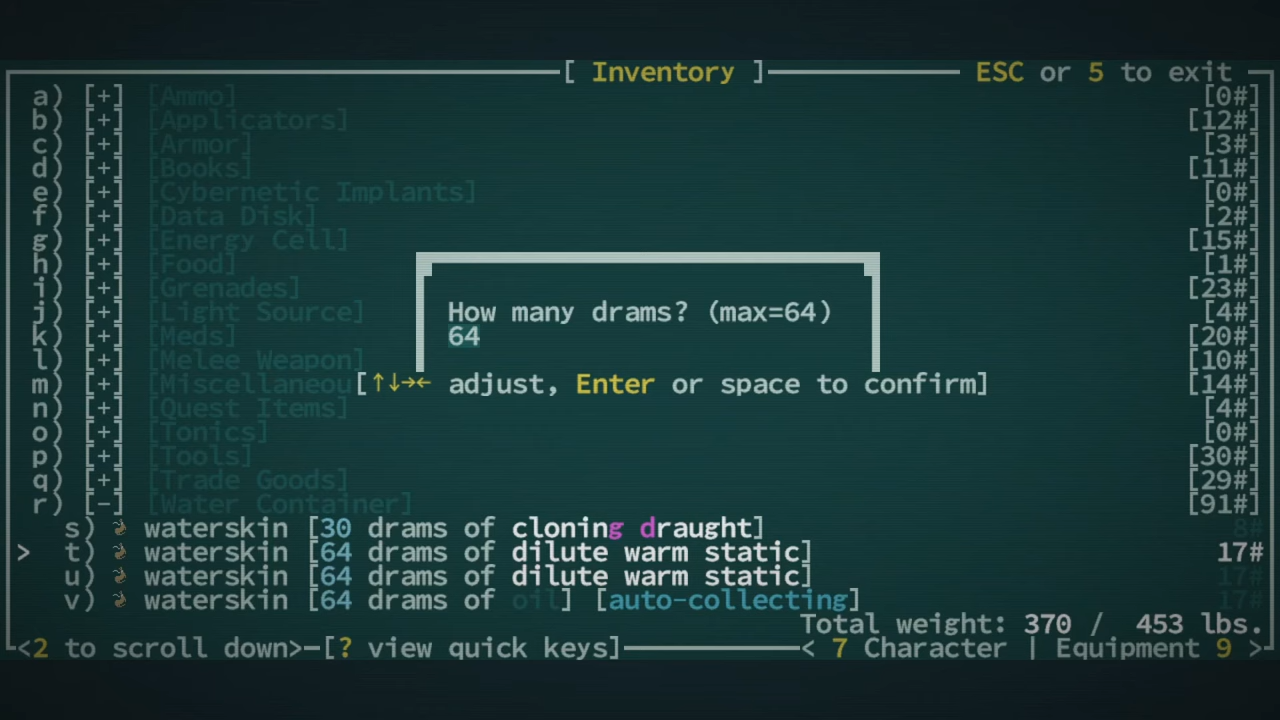 [ Inventory ] ESC or 5 to exit
a) [+] [Ammo] [0#]
b) [+] [Applicators] [12#]
c) [+] [Armor] [3#]
d) [+] [Books] [11#]
e) [+] [Cybernetic Implants] [0#]
f) [+] [Data Disk] [2#]
g) [+] [Energy Cell] [15#]
h) [+] [Food] [1#]
i) [+] [Grenades] [23#]
How many drams? (max=64)
j) [+] [Light Source] [4#]
64
k) [+] [Meds] [20#]
l) [+] [Melee Weapon] [10#]
[↑↓→← adjust, Enter or space to confirm]
m) [+] [Miscellaneou [14#]
n) [+] [Quest Items] [4#]
o) [+] [Tonics] [0#]
p) [+] [Tools] [30#]
q) [+] [Trade Goods] [29#]
r) [-] [Water Container] [91#]
s) waterskin [30 drams of cloning draught] 8#
> t) waterskin [64 drams of dilute warm static] 17#
u) waterskin [64 drams of dilute warm static] 17#
v) waterskin [64 drams of oil] [auto-collecting] 17#
Total weight: 370 / 453 lbs.
<2 to scroll down> [? view quick keys] < 7 Character | Equipment 9 >